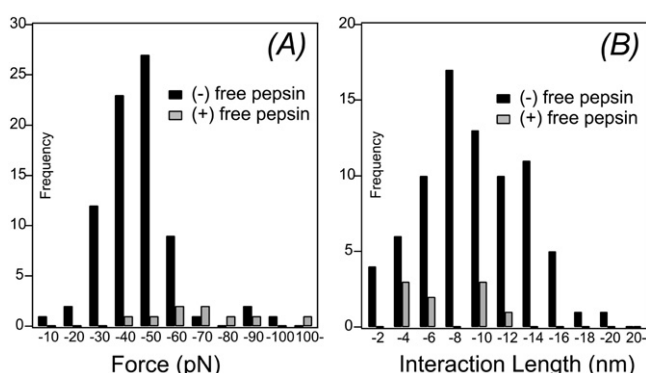 (A)
30
25
20
15
10
5
0
Frequency
(-) free pepsin
(+) free pepsin
-10 -20 -30 -40 -50 -60 -70 -80 -90 -100 100-
Force (pN)
(B)
20
15
10
5
0
Frequency
(-) free pepsin
(+) free pepsin
-2 -4 -6 -8 -10 -12 -14 -16 -18 -20 20-
Interaction Length (nm)